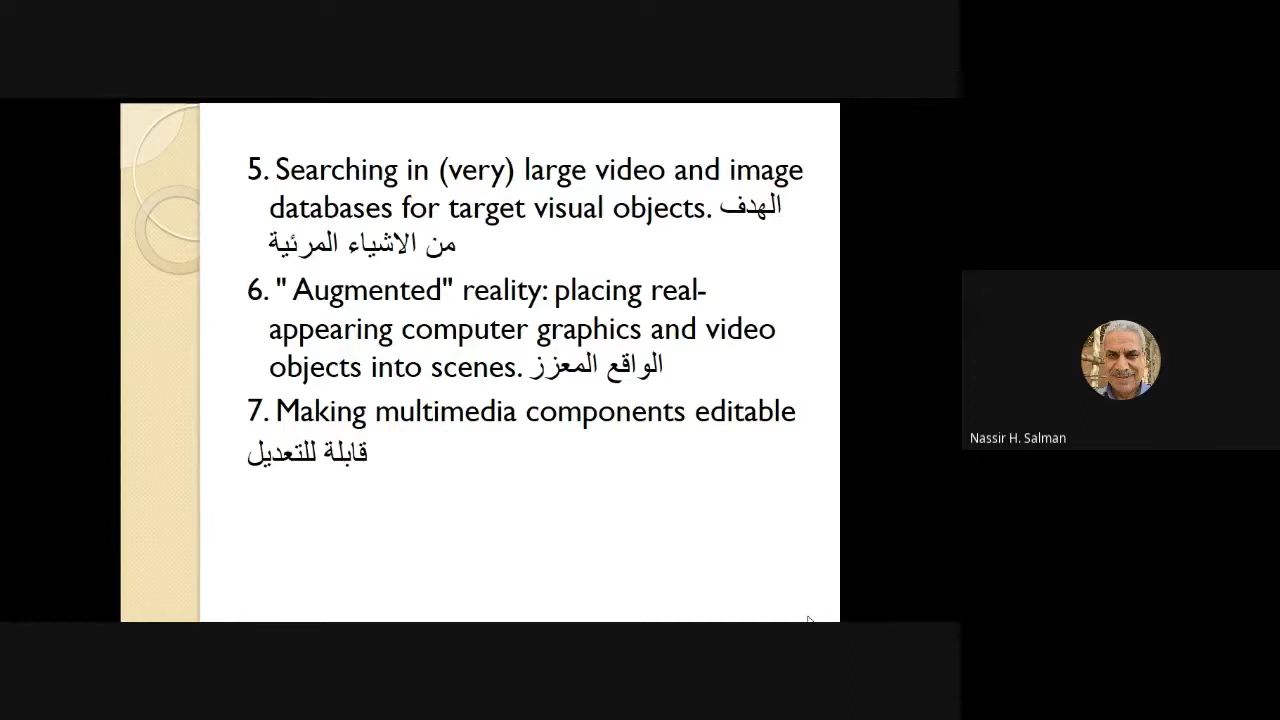 5. Searching in (very) large video and image
databases for target visual objects. الهدف
من الاشياء المرئية
6. " Augmented" reality: placing real-
appearing computer graphics and video
objects into scenes. الواقع المعزز
7. Making multimedia components editable
قابلة للتعديل
Nassir H. Salman